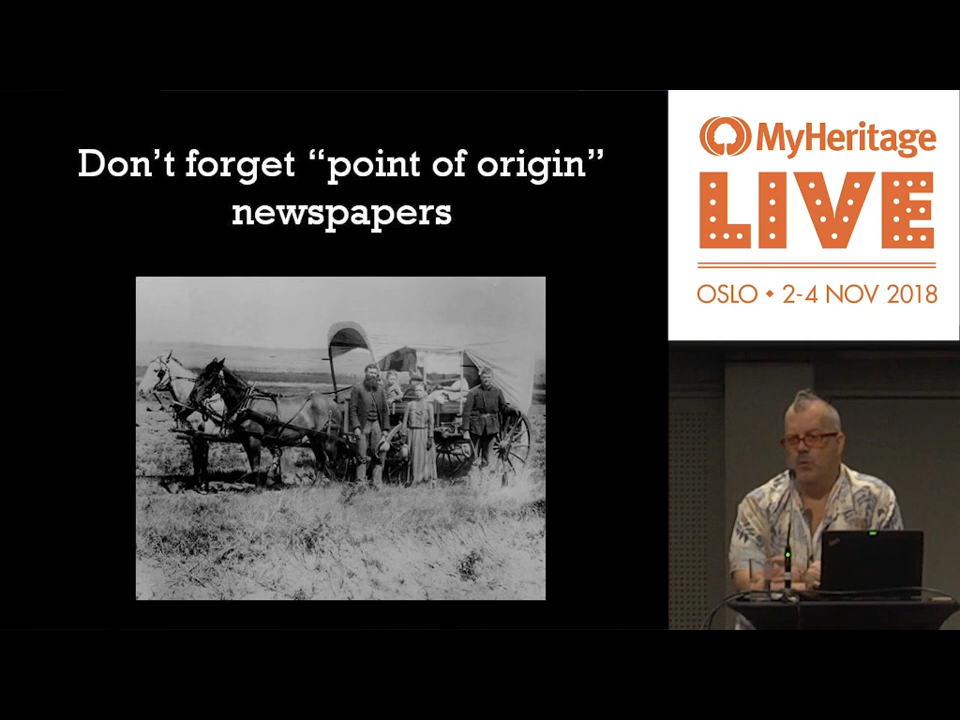 Don't forget “point of origin”
newspapers
MyHeritage
LIVE
OSLO • 2-4 NOV 2018